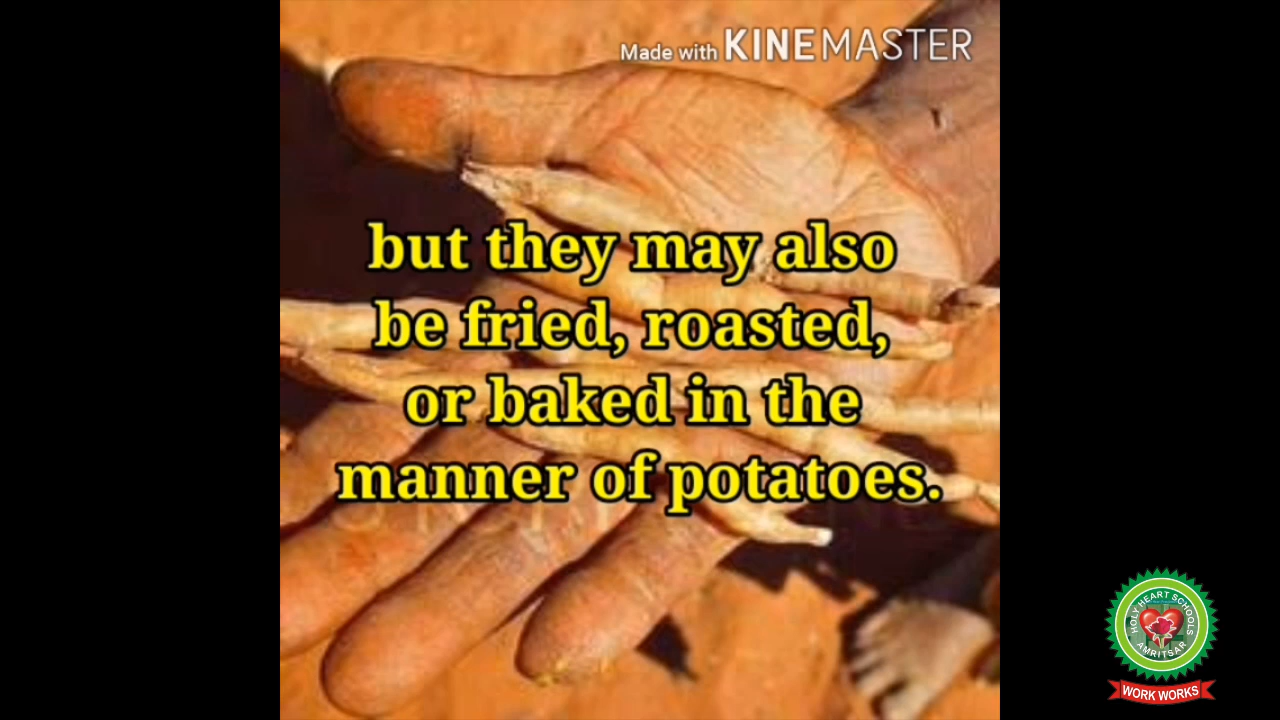 Made with KINEMASTER
but they may also
be fried, roasted,
or baked in the
manner of potatoes.
HOLY HEART SCHOOLS
AMRITSAR
WORK WORKS